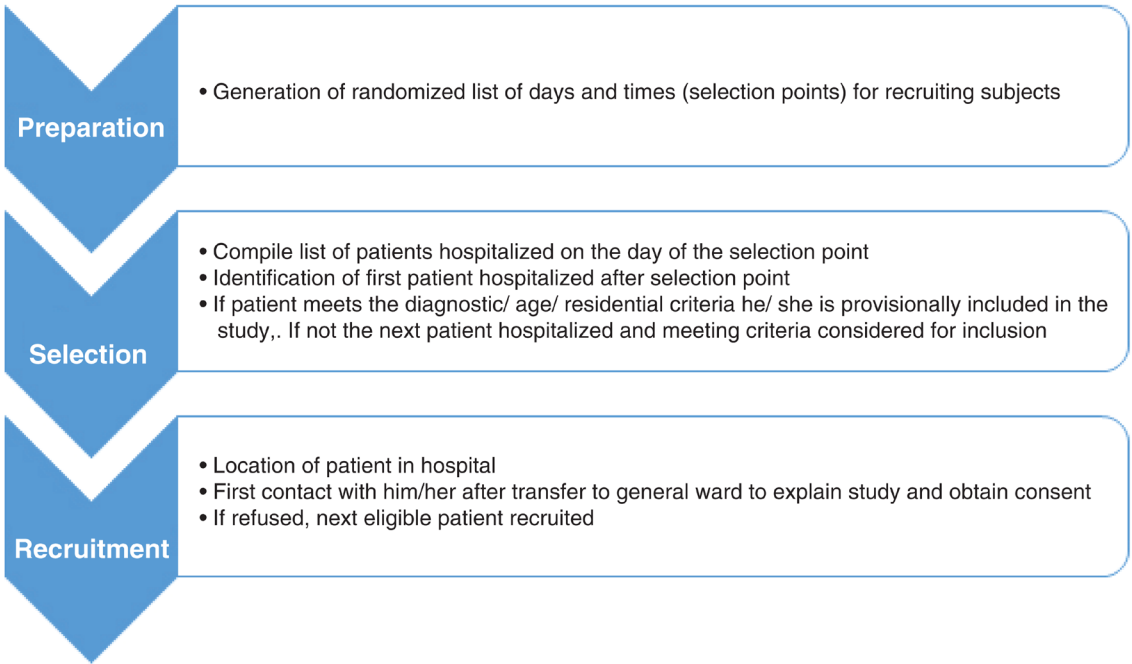 Preparation
• Generation of randomized list of days and times (selection points) for recruiting subjects
Selection
• Compile list of patients hospitalized on the day of the selection point
• Identification of first patient hospitalized after selection point
• If patient meets the diagnostic/ age/ residential criteria he/ she is provisionally included in the
study,. If not the next patient hospitalized and meeting criteria considered for inclusion
Recruitment
• Location of patient in hospital
• First contact with him/her after transfer to general ward to explain study and obtain consent
• If refused, next eligible patient recruited